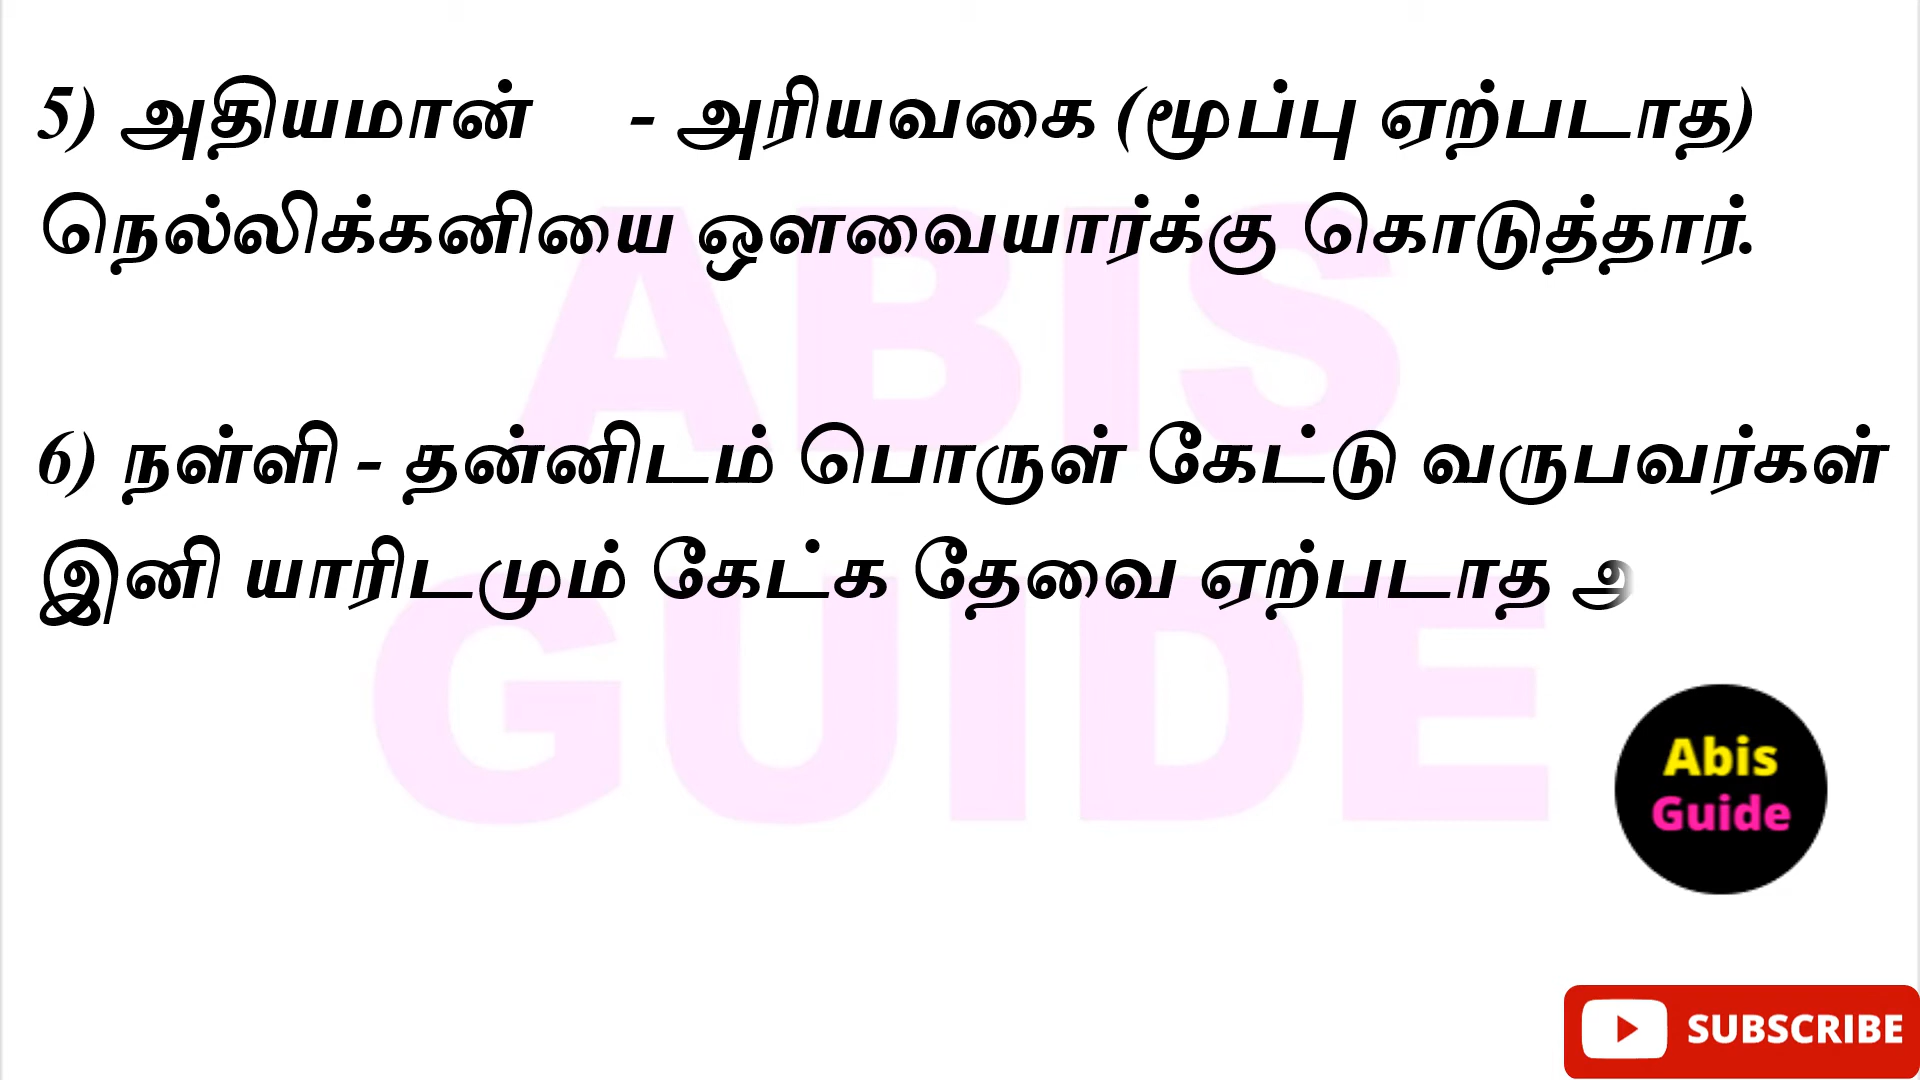 5) அதியமான் - அரியவகை (மூப்பு ஏற்படாத)
நெல்லிக்கனியை ஔவையார்க்கு கொடுத்தார்.
6) நள்ளி - தன்னிடம் பொருள் கேட்டு வருபவர்கள்
இனி யாரிடமும் கேட்க தேவை ஏற்படாத
ABIS
GUIDE
Abis
Guide
SUBSCRIBE